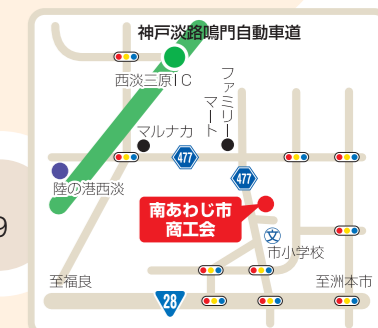 神戸淡路鳴門自動車道
西淡三原IC
ファミリー
マート
マルナカ
477
477
陸の港西淡
南あわじ市
商工会
9
文
市小学校
至福良
至洲本市
28